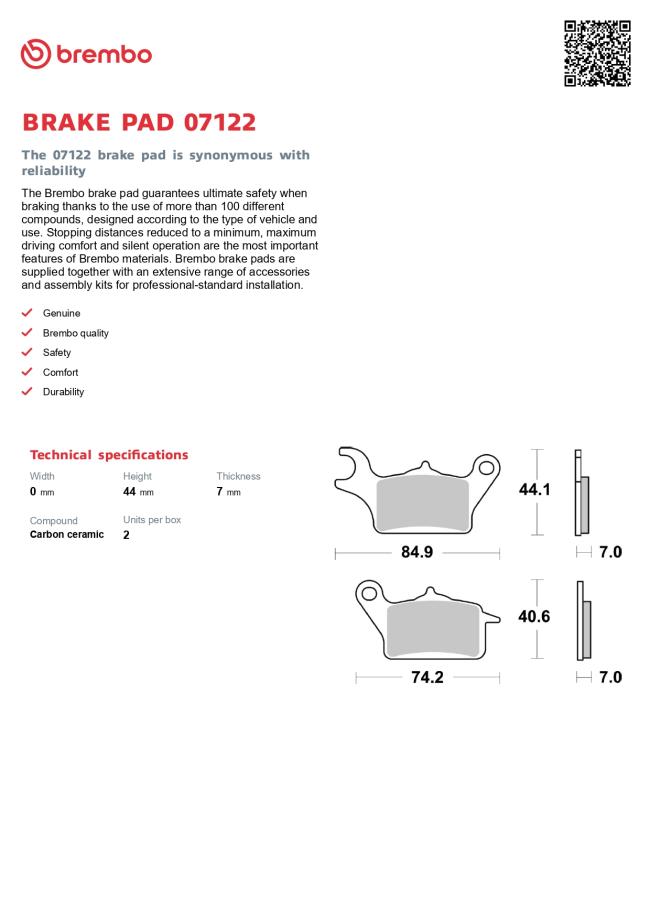 brembo
BRAKE PAD 07122
The 07122 brake pad is synonymous with
reliability
The Brembo brake pad guarantees ultimate safety when
braking thanks to the use of more than 100 different
compounds, designed according to the type of vehicle and
use. Stopping distances reduced to a minimum, maximum
driving comfort and silent operation are the most important
features of Brembo materials. Brembo brake pads are
supplied together with an extensive range of accessories
and assembly kits for professional-standard installation.
Genuine
Brembo quality
Safety
Comfort
Durability
Technical specifications
Width Height Thickness
0 mm 44 mm 7 mm
Compound Units per box
Carbon ceramic 2
44.1
84.9 7.0
40.6
74.2 7.0